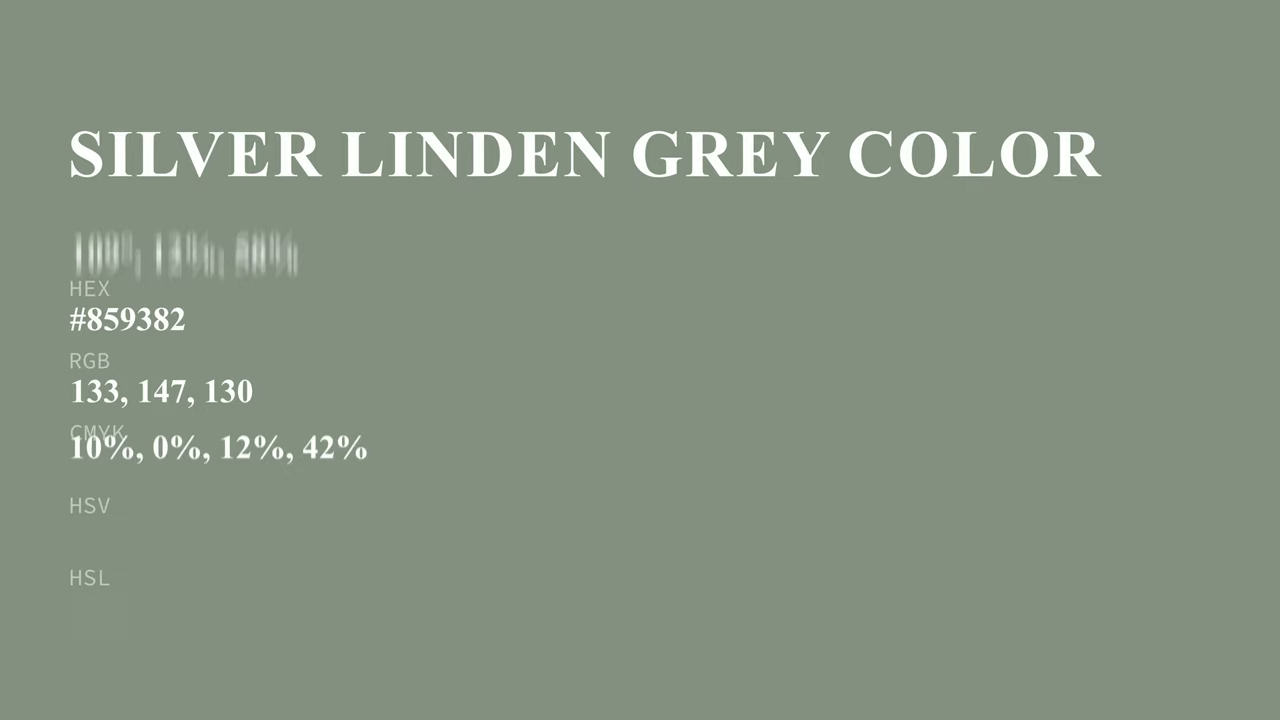 SILVER LINDEN GREY COLOR
HEX
#859382
RGB
133, 147, 130
CMYK
10%, 0%, 12%, 42%
HSV
HSL